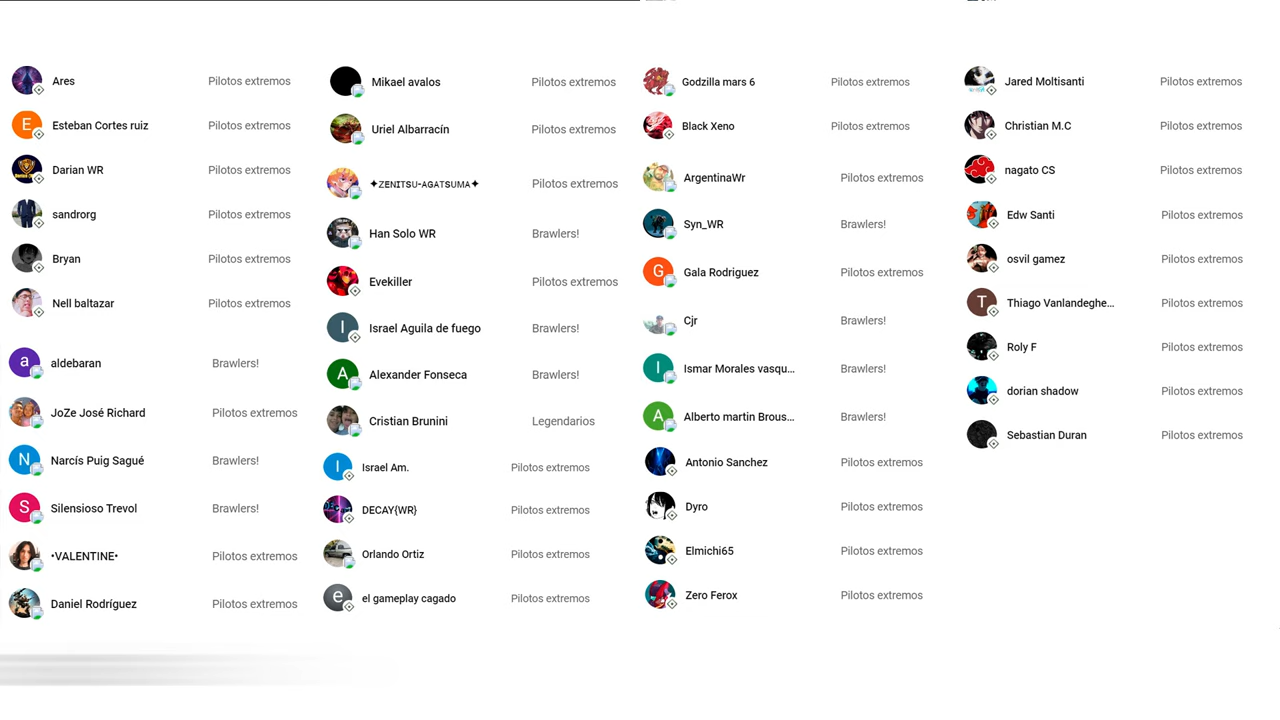 Ares Pilotos extremos
Esteban Cortes ruiz Pilotos extremos
Darian WR Pilotos extremos
sandrorg Pilotos extremos
Bryan Pilotos extremos
Nell baltazar Pilotos extremos
aldebaran Brawlers!
JoZe José Richard Pilotos extremos
Narcís Puig Sagué Brawlers!
Silensioso Trevol Brawlers!
•VALENTINE• Pilotos extremos
Daniel Rodríguez Pilotos extremos
Mikael avalos Pilotos extremos
Uriel Albarracín Pilotos extremos
✦ᴢᴇɴɪᴛsᴜ-ᴀɢᴀᴛsᴜᴍᴀ✦ Pilotos extremos
Han Solo WR Brawlers!
Evekiller Pilotos extremos
Israel Aguila de fuego Brawlers!
Alexander Fonseca Brawlers!
Cristian Brunini Legendarios
Israel Am. Pilotos extremos
DECAY{WR} Pilotos extremos
Orlando Ortiz Pilotos extremos
el gameplay cagado Pilotos extremos
Godzilla mars 6 Pilotos extremos
Black Xeno Pilotos extremos
ArgentinaWr Pilotos extremos
Syn_WR Brawlers!
Gala Rodriguez Pilotos extremos
Cjr Brawlers!
Ismar Morales vasqu... Brawlers!
Alberto martin Brous... Brawlers!
Antonio Sanchez Pilotos extremos
Dyro Pilotos extremos
Elmichi65 Pilotos extremos
Zero Ferox Pilotos extremos
Jared Moltisanti Pilotos extremos
Christian M.C Pilotos extremos
nagato CS Pilotos extremos
Edw Santi Pilotos extremos
osvil gamez Pilotos extremos
Thiago Vanlandeghe... Pilotos extremos
Roly F Pilotos extremos
dorian shadow Pilotos extremos
Sebastian Duran Pilotos extremos